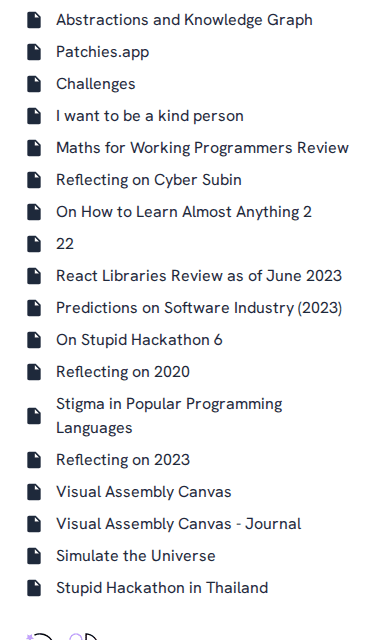 Abstractions and Knowledge Graph
Patchies.app
Challenges
I want to be a kind person
Maths for Working Programmers Review
Reflecting on Cyber Subin
On How to Learn Almost Anything 2
22
React Libraries Review as of June 2023
Predictions on Software Industry (2023)
On Stupid Hackathon 6
Reflecting on 2020
Stigma in Popular Programming
Languages
Reflecting on 2023
Visual Assembly Canvas
Visual Assembly Canvas - Journal
Simulate the Universe
Stupid Hackathon in Thailand